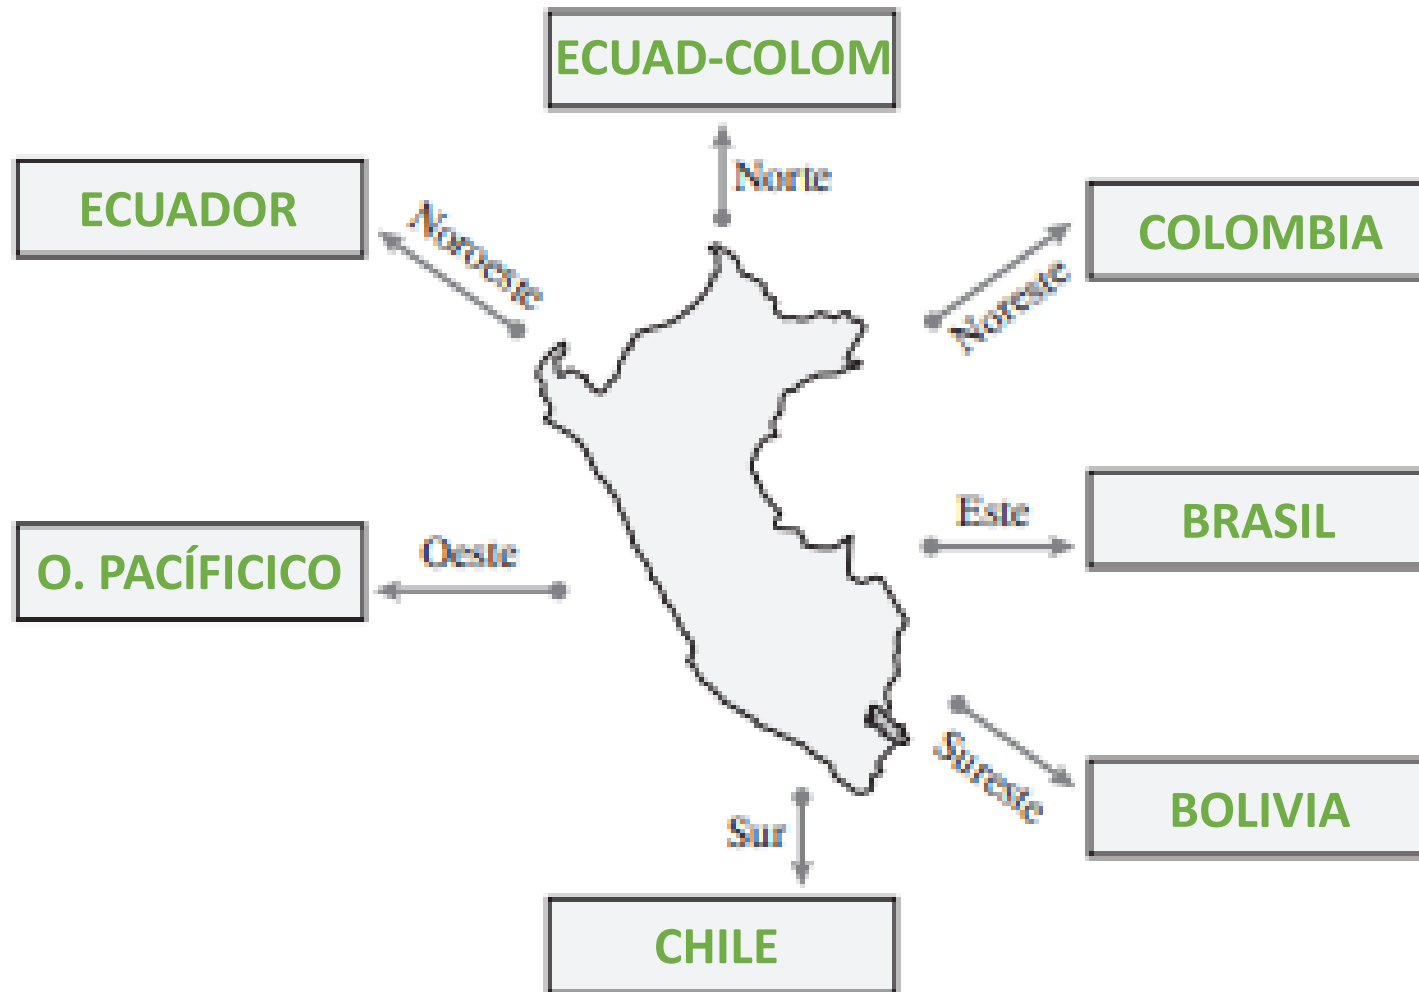 ECUAD-COLOM
Norte
ECUADOR
Noroeste
COLOMBIA
Noreste
O. PACÍFICICO
Oeste
Este
BRASIL
Sureste
BOLIVIA
Sur
CHILE